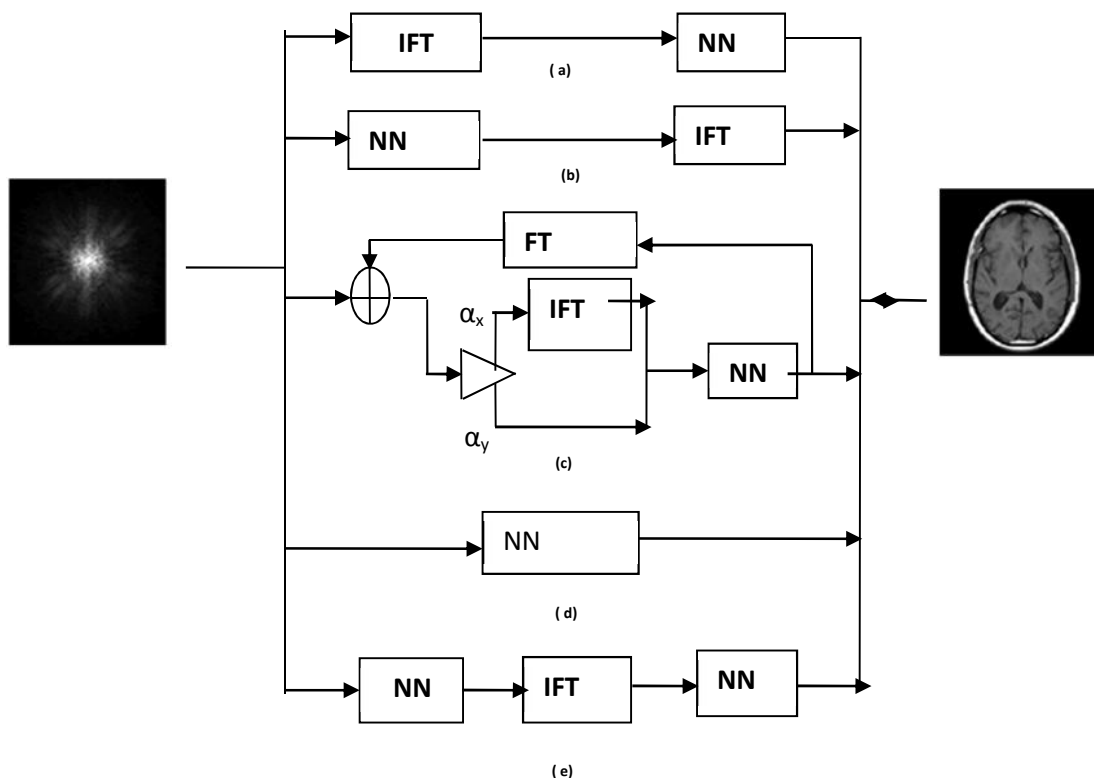 IFT NN
( a)
NN IFT
(b)
FT
αx IFT
NN
αy
(c)
NN
( d)
NN IFT NN
( e)